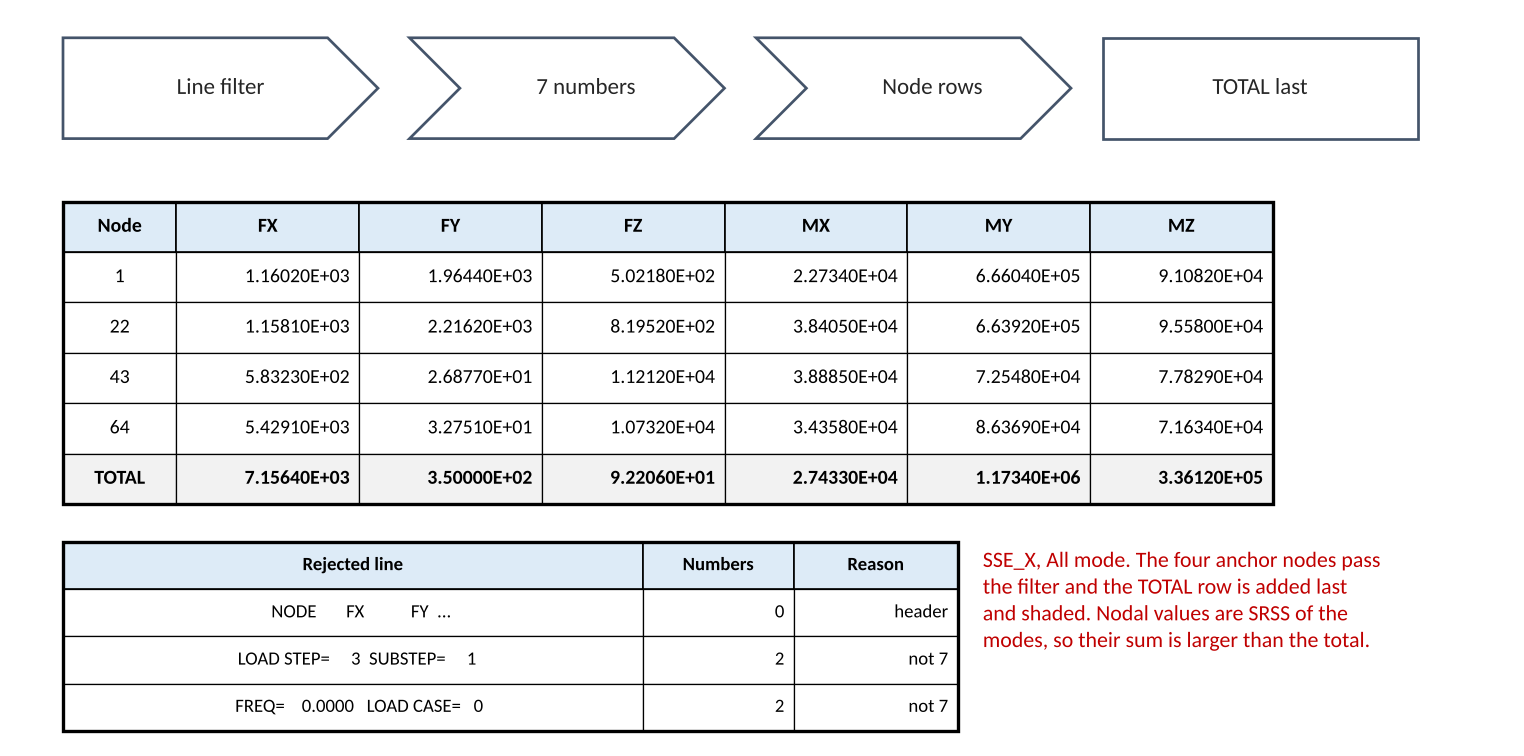 Line filter
7 numbers
Node rows
TOTAL last
Node FX FY FZ MX MY MZ
1 1.16020E+03 1.96440E+03 5.02180E+02 2.27340E+04 6.66040E+05 9.10820E+04
22 1.15810E+03 2.21620E+03 8.19520E+02 3.84050E+04 6.63920E+05 9.55800E+04
43 5.83230E+02 2.68770E+01 1.12120E+04 3.88850E+04 7.25480E+04 7.78290E+04
64 5.42910E+03 3.27510E+01 1.07320E+04 3.43580E+04 8.63690E+04 7.16340E+04
TOTAL 7.15640E+03 3.50000E+02 9.22060E+01 2.74330E+04 1.17340E+06 3.36120E+05
Rejected line Numbers Reason
NODE FX FY ... 0 header
LOAD STEP= 3 SUBSTEP= 1 2 not 7
FREQ= 0.0000 LOAD CASE= 0 2 not 7
SSE_X, All mode. The four anchor nodes pass
the filter and the TOTAL row is added last
and shaded. Nodal values are SRSS of the
modes, so their sum is larger than the total.